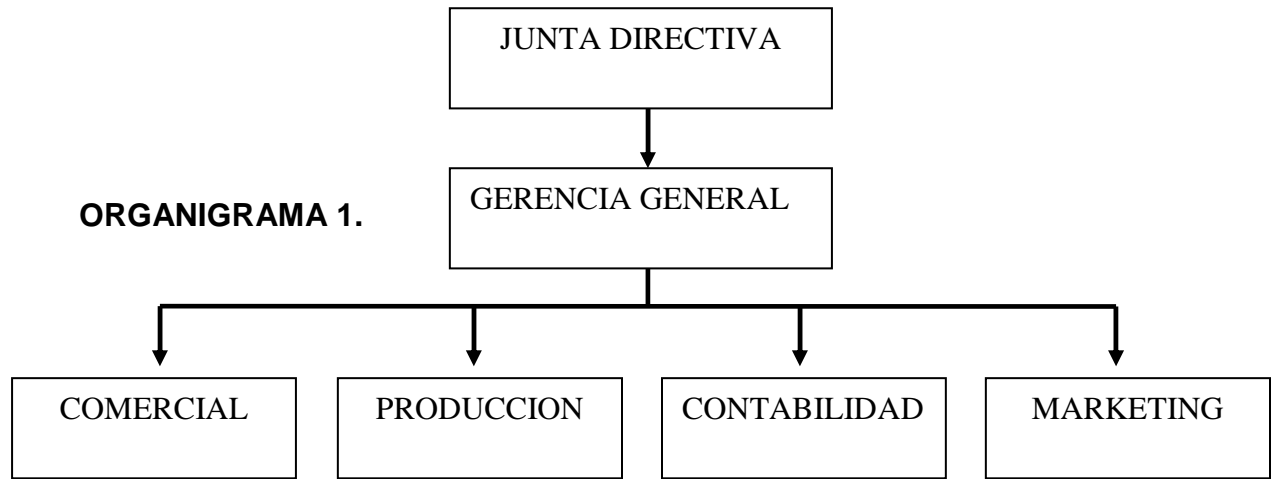 JUNTA DIRECTIVA
GERENCIA GENERAL
ORGANIGRAMA 1.
COMERCIAL
PRODUCCION
CONTABILIDAD
MARKETING